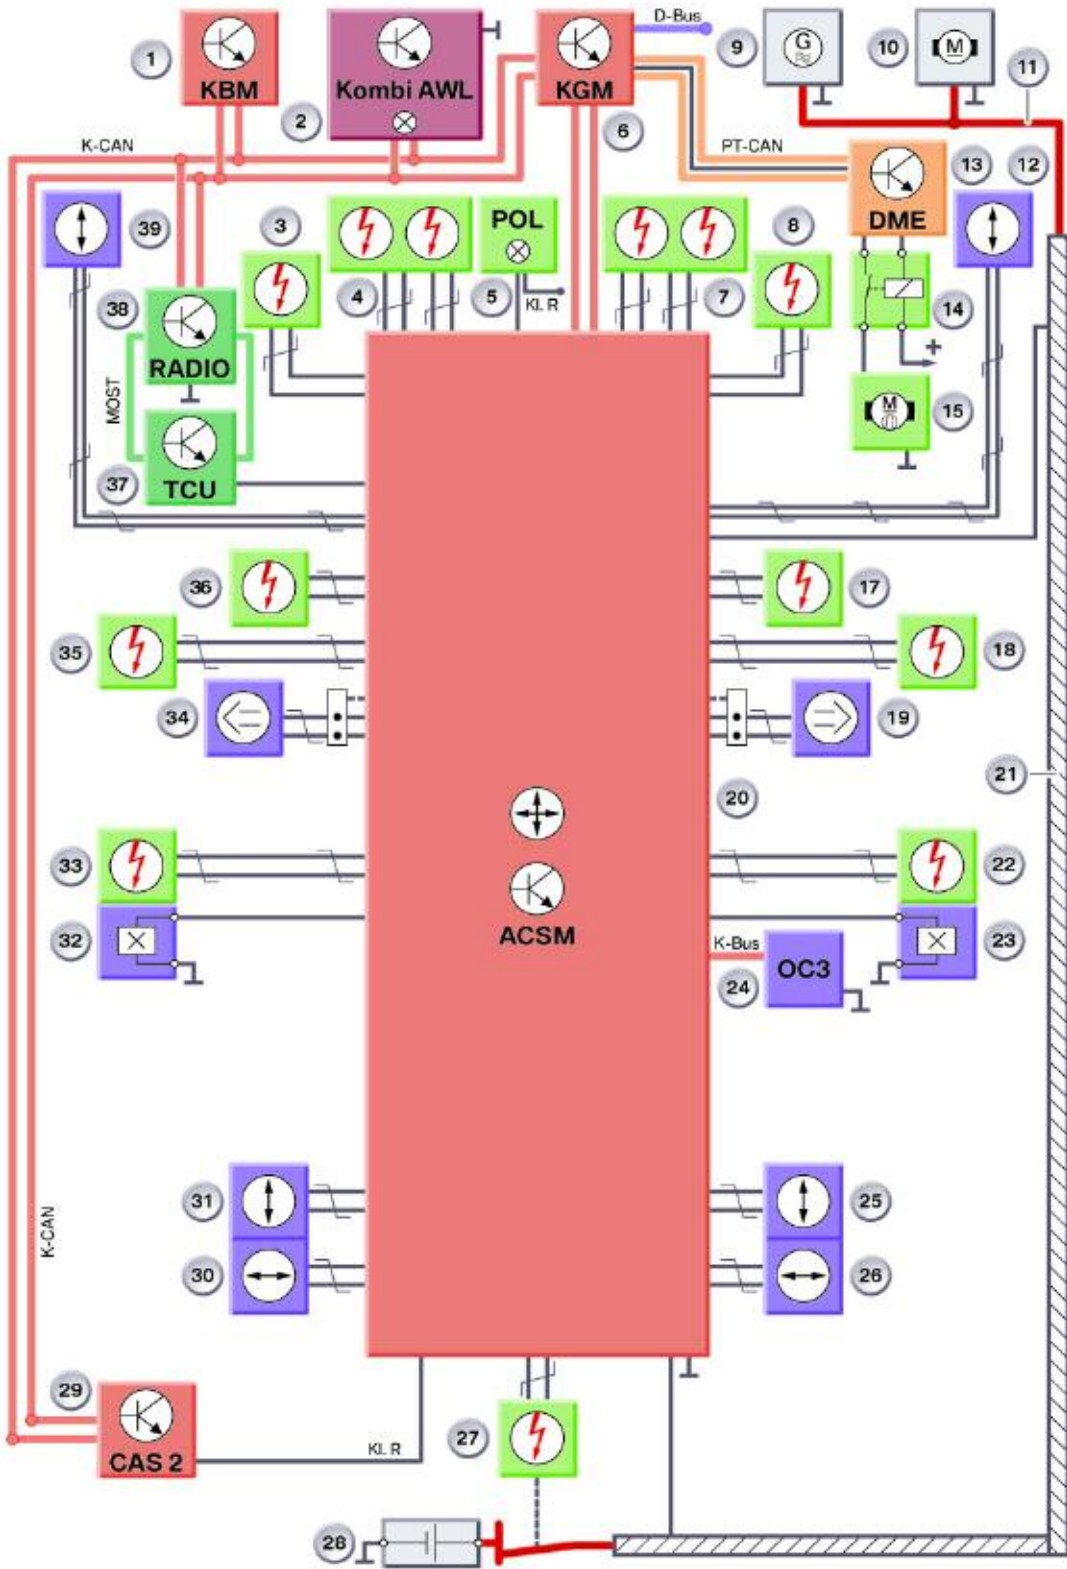 D-Bus
1
KBM
2
Kombi AWL
KGM
6
9
G
10
M
11
K-CAN
PT-CAN
39
3
4
POL
5
Kl. R
7
8
DME
13
12
14
+
38
RADIO
MOST
37
TCU
M
15
36
17
35
18
34
19
20
21
33
22
32
ACSM
23
K-Bus
24
OC3
31
25
30
26
K-CAN
29
CAS 2
Kl. R
27
28